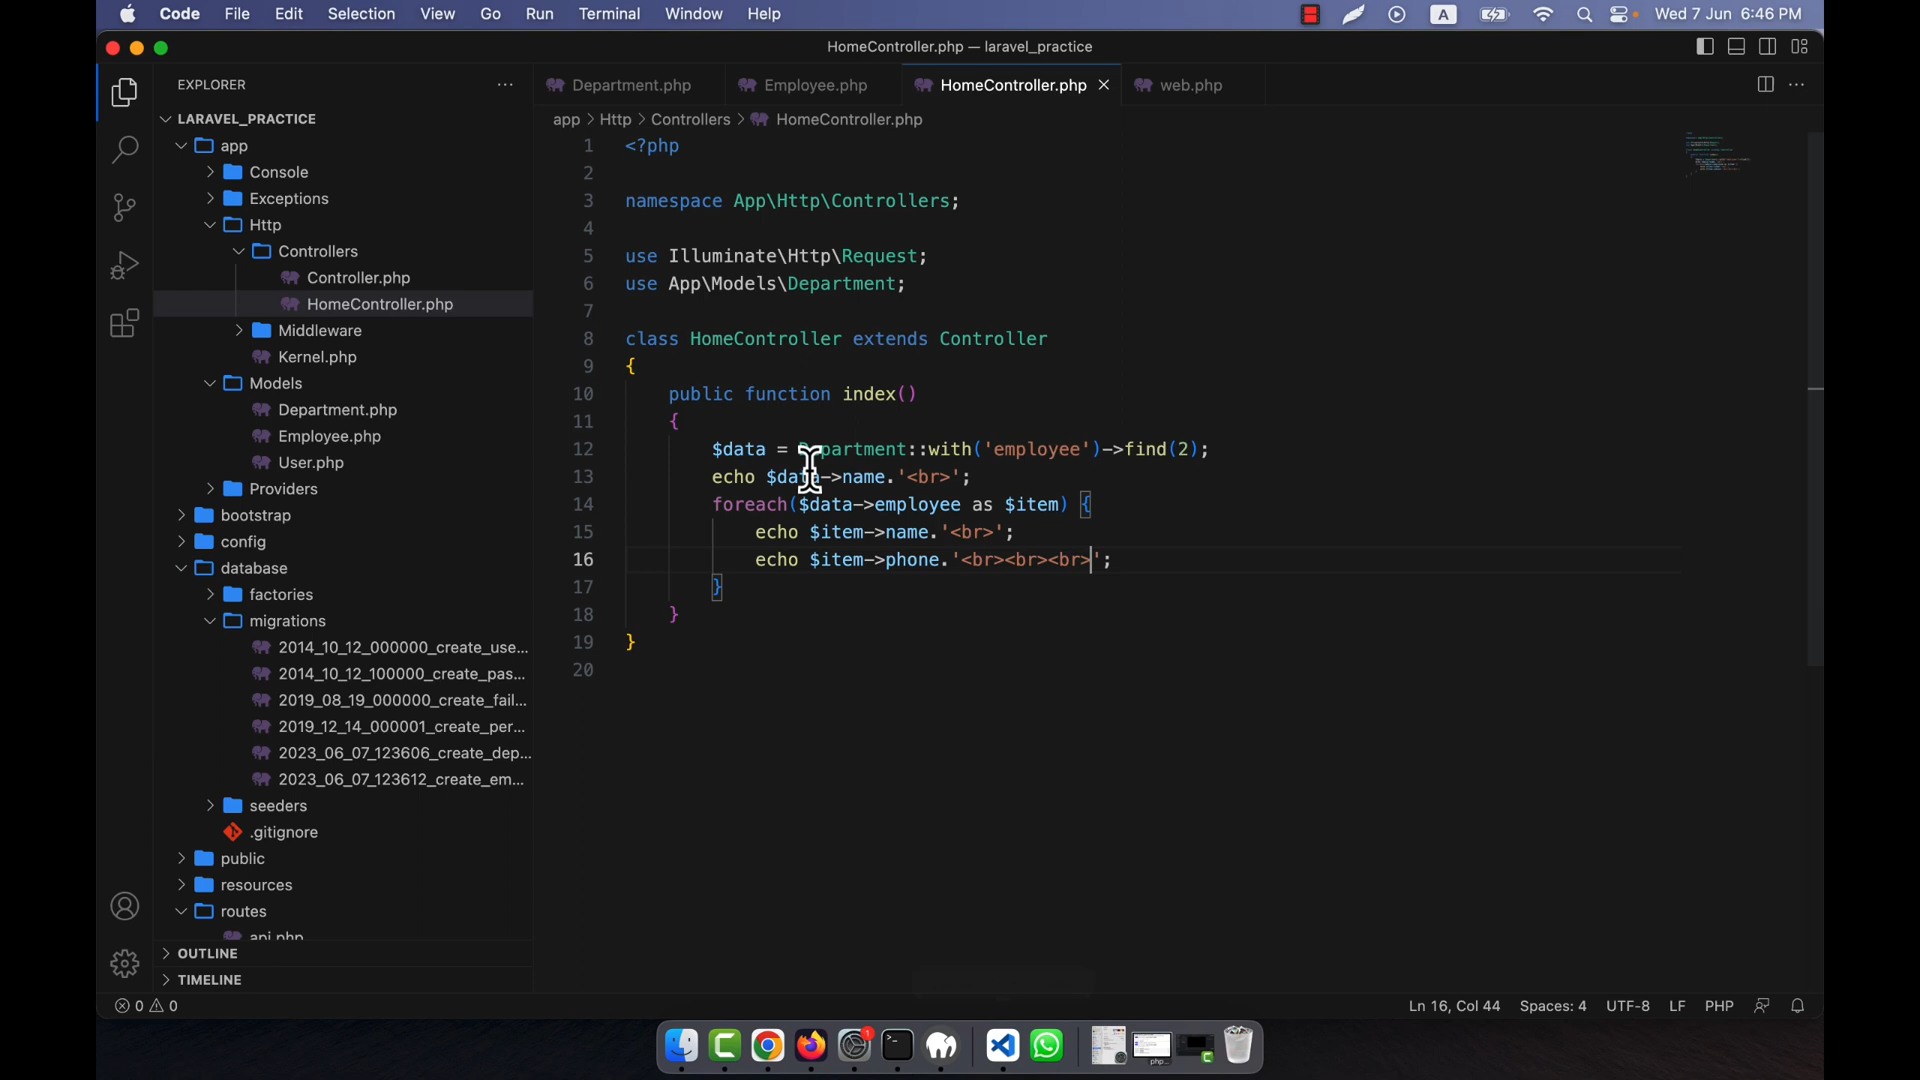 Code File Edit Selection View Go Run Terminal Window Help
A
Wed 7 Jun 6:46 PM
HomeController.php — laravel_practice
EXPLORER
LARAVEL_PRACTICE
app
Console
Exceptions
Http
Controllers
Controller.php
HomeController.php
Middleware
Kernel.php
Models
Department.php
Employee.php
User.php
Providers
bootstrap
config
database
factories
migrations
2014_10_12_000000_create_use...
2014_10_12_100000_create_pas...
2019_08_19_000000_create_fail...
2019_12_14_000001_create_per...
2023_06_07_123606_create_dep...
2023_06_07_123612_create_em...
seeders
.gitignore
public
resources
routes
api.php
OUTLINE
TIMELINE
Department.php Employee.php HomeController.php web.php
app > Http > Controllers > HomeController.php
1 <?php
2
3 namespace App\Http\Controllers;
4
5 use Illuminate\Http\Request;
6 use App\Models\Department;
7
8 class HomeController extends Controller
9 {
10 public function index()
11 {
12 $data = Department::with('employee')->find(2);
13 echo $data->name.'<br>';
14 foreach($data->employee as $item) {
15 echo $item->name.'<br>';
16 echo $item->phone.'<br><br><br>';
17 }
18 }
19 }
20
0 0
Ln 16, Col 44 Spaces: 4 UTF-8 LF PHP
1
php...